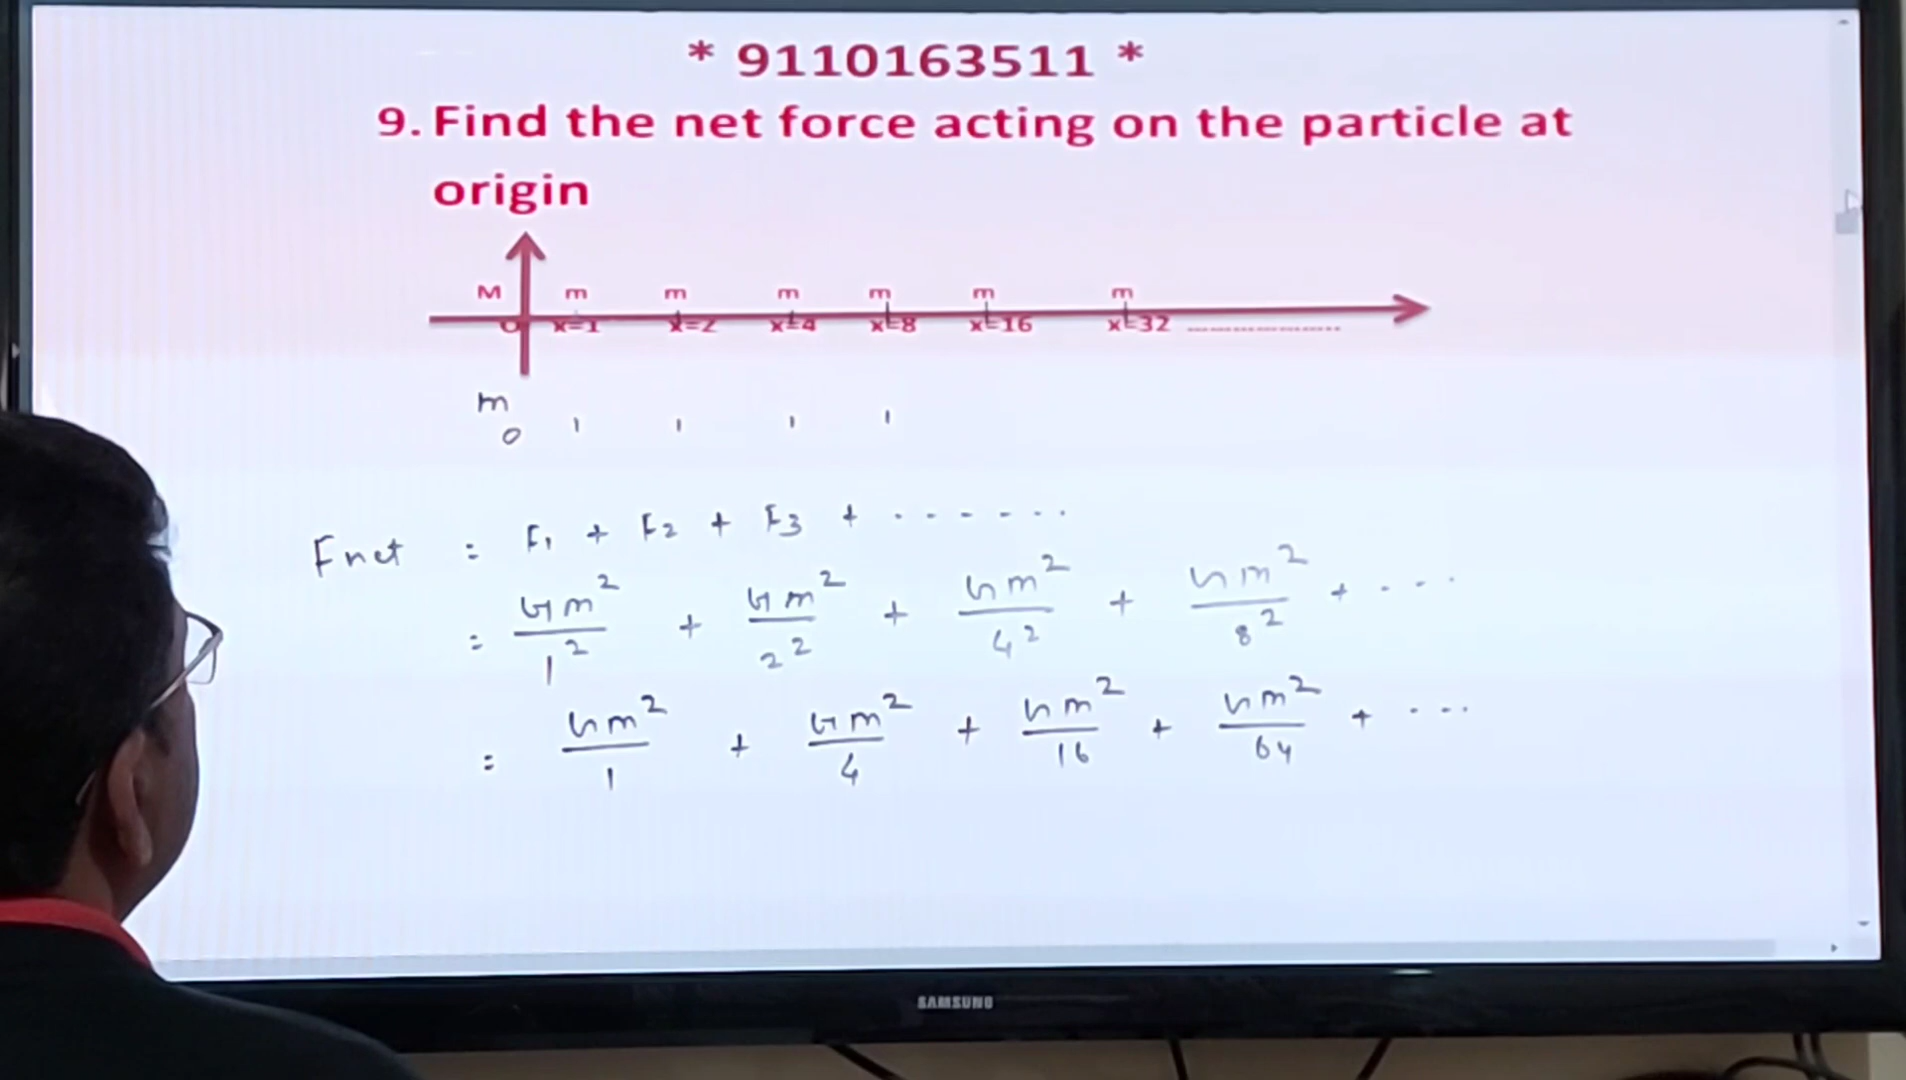 * 9110163511 *
9. Find the net force acting on the particle at
origin
M m m m m m m
O x=1 x=2 x=4 x=8 x=16 x=32 ....................
m
0 ı ı ı ı
Fnet = F₁ + F₂ + F₃ + . . . . . .
= Gm²/1² + Gm²/2² + Gm²/4² + Gm²/8² + . . . .
= Gm²/1 + Gm²/4 + Gm²/16 + Gm²/64 + . . .
SAMSUNG